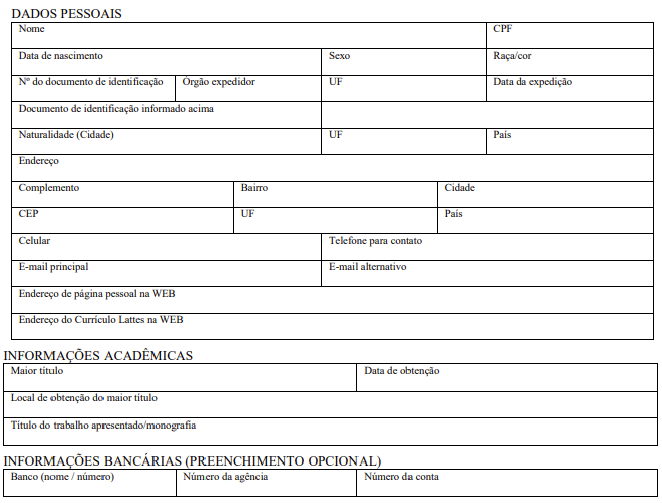 DADOS PESSOAIS
Nome CPF
Data de nascimento Sexo Raça/cor
Nº do documento de identificação Órgão expedidor UF Data da expedição
Documento de identificação informado acima
Naturalidade (Cidade) UF País
Endereço
Complemento Bairro Cidade
CEP UF País
Celular Telefone para contato
E-mail principal E-mail alternativo
Endereço de página pessoal na WEB
Endereço do Currículo Lattes na WEB
INFORMAÇÕES ACADÊMICAS
Maior título Data de obtenção
Local de obtenção do maior título
Título do trabalho apresentado/monografia
INFORMAÇÕES BANCÁRIAS (PREENCHIMENTO OPCIONAL)
Banco (nome / número) Número da agência Número da conta